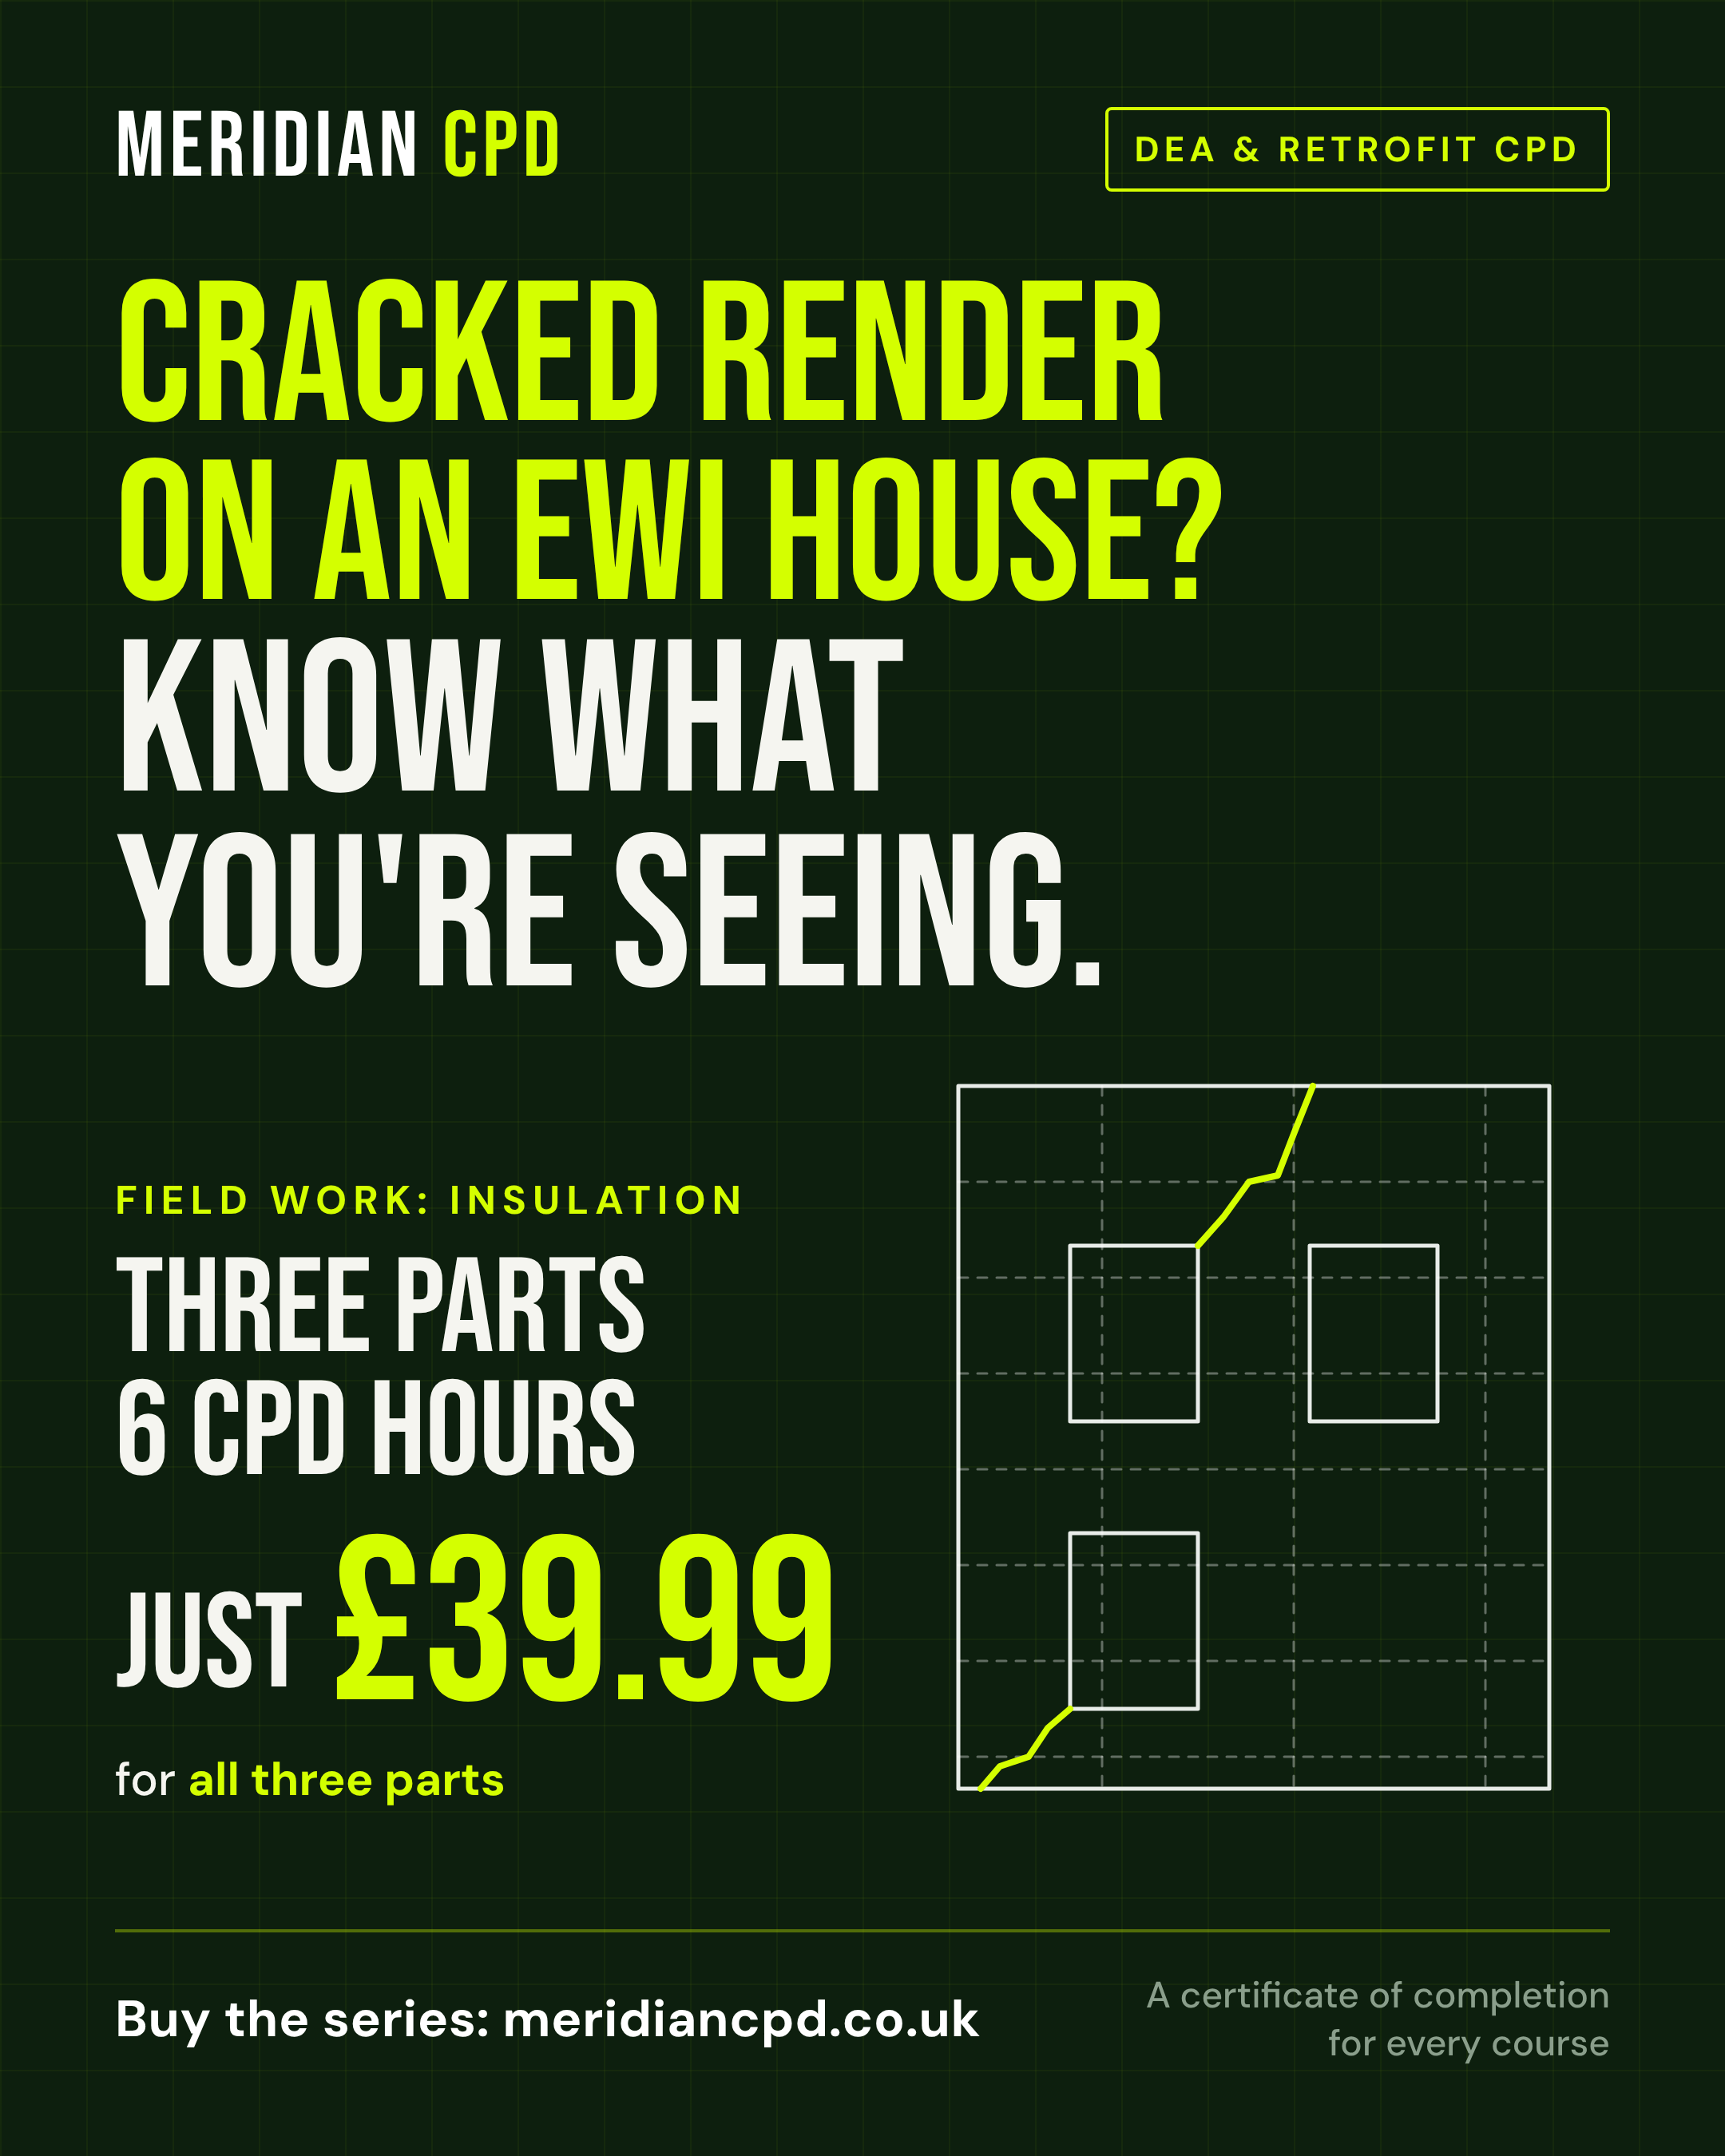 MERIDIAN CPD
DEA & RETROFIT CPD
CRACKED RENDER
ON AN EWI HOUSE?
KNOW WHAT
YOU'RE SEEING.
FIELD WORK: INSULATION
THREE PARTS
6 CPD HOURS
JUST £39.99
for all three parts
Buy the series: meridiancpd.co.uk
A certificate of completion
for every course